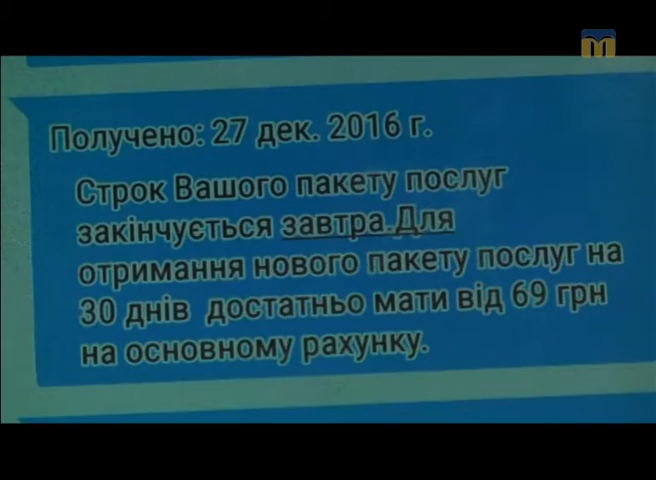 Получено: 27 дек. 2016 г.
Строк Вашого пакету послуг
закінчується завтра.Для
отримання нового пакету послуг на
30 днів достатньо мати від 69 грн
на основному рахунку.